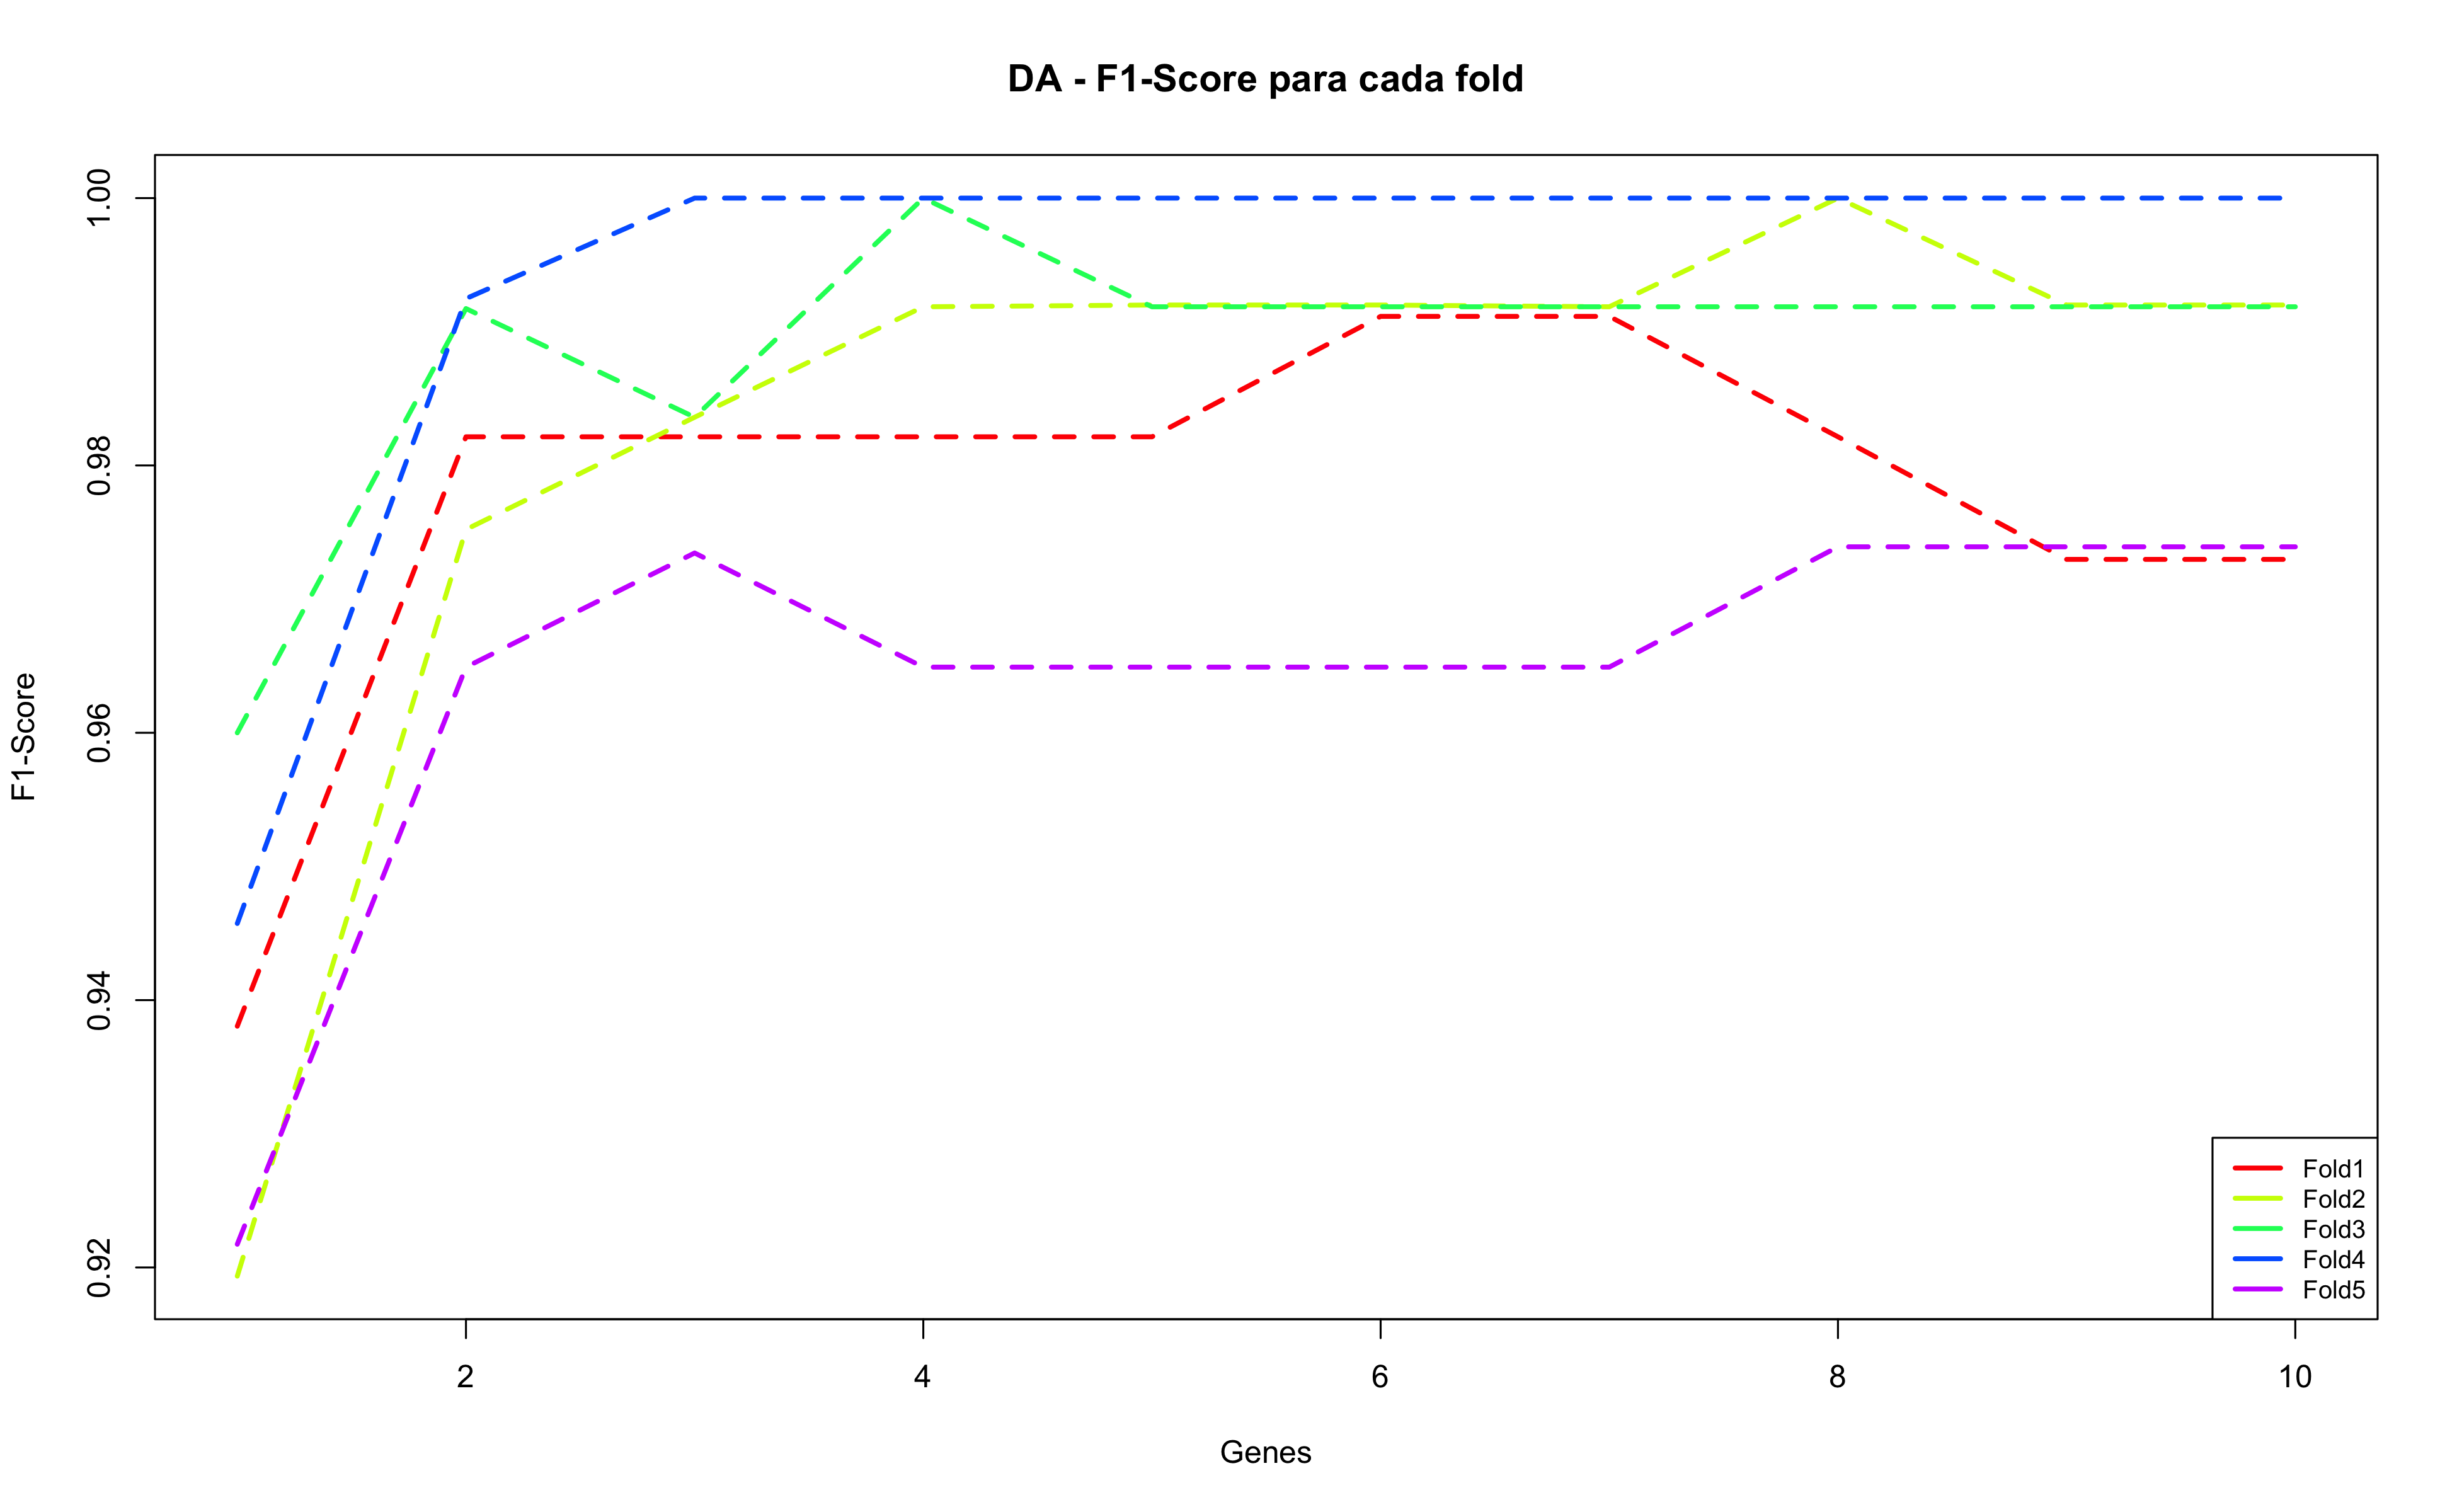 DA - F1-Score para cada fold
F1-Score
1.00
0.98
0.96
0.94
0.92
2
4
6
8
10
Genes
Fold1
Fold2
Fold3
Fold4
Fold5